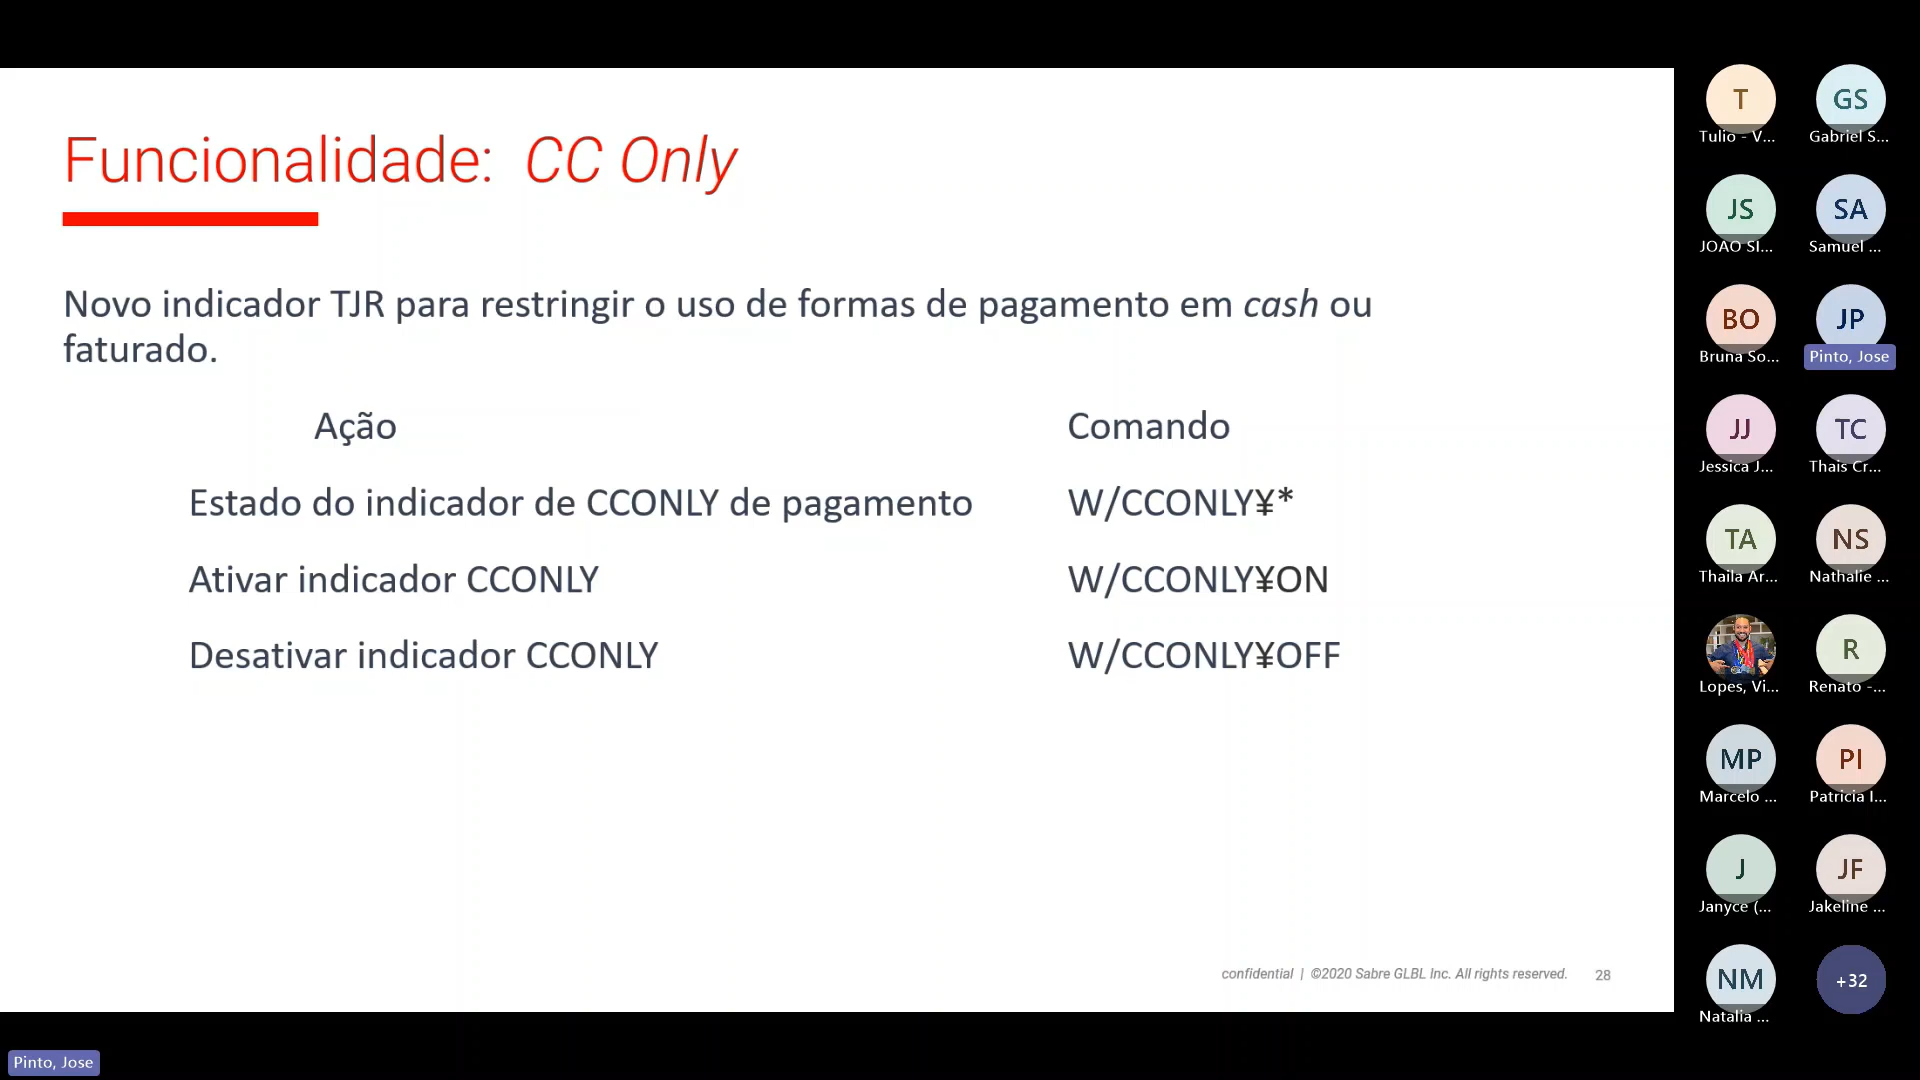 Funcionalidade: CC Only
Novo indicador TJR para restringir o uso de formas de pagamento em cash ou
faturado.
Ação Comando
Estado do indicador de CCONLY de pagamento W/CCONLY¥*
Ativar indicador CCONLY W/CCONLY¥ON
Desativar indicador CCONLY W/CCONLY¥OFF
confidential | ©2020 Sabre GLBL Inc. All rights reserved. 28
T GS
Tulio - V... Gabriel S...
JS SA
JOAO SI... Samuel ...
BO JP
Bruna So... Pinto, Jose
JJ TC
Jessica J... Thais Cr...
TA NS
Thaila Ar... Nathalie ...
R
Lopes, Vi... Renato -...
MP PI
Marcelo ... Patricia I...
J JF
Janyce (... Jakeline ...
NM +32
Natalia ...
Pinto, Jose